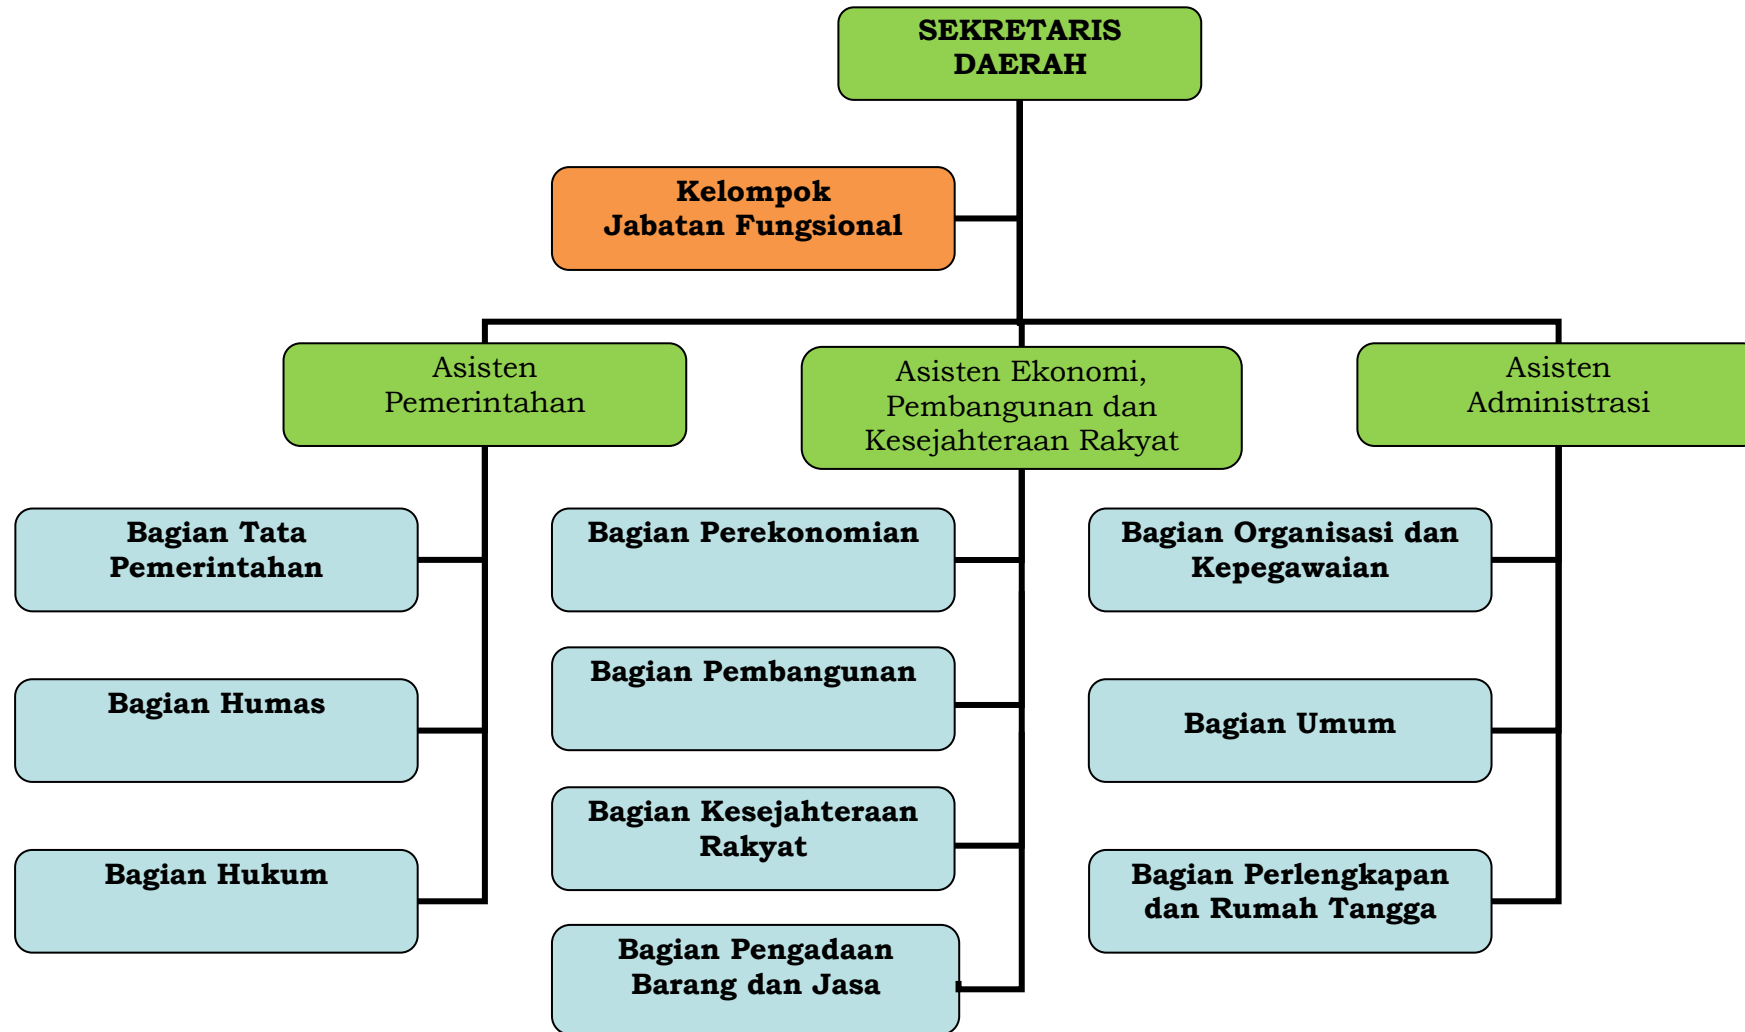 SEKRETARIS
DAERAH
Kelompok
Jabatan Fungsional
Asisten
Pemerintahan
Asisten Ekonomi,
Pembangunan dan
Kesejahteraan Rakyat
Asisten
Administrasi
Bagian Tata
Pemerintahan
Bagian Perekonomian
Bagian Organisasi dan
Kepegawaian
Bagian Humas
Bagian Pembangunan
Bagian Umum
Bagian Kesejahteraan
Rakyat
Bagian Hukum
Bagian Perlengkapan
dan Rumah Tangga
Bagian Pengadaan
Barang dan Jasa